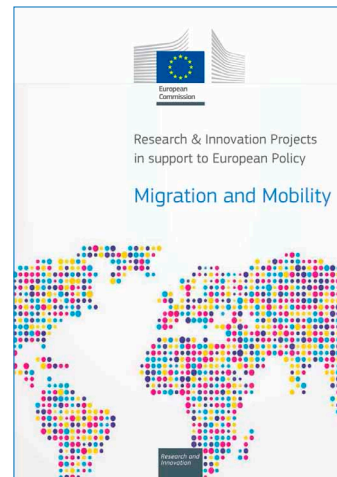 European
Commission
Research & Innovation Projects
in support to European Policy
Migration and Mobility
Research and
Innovation